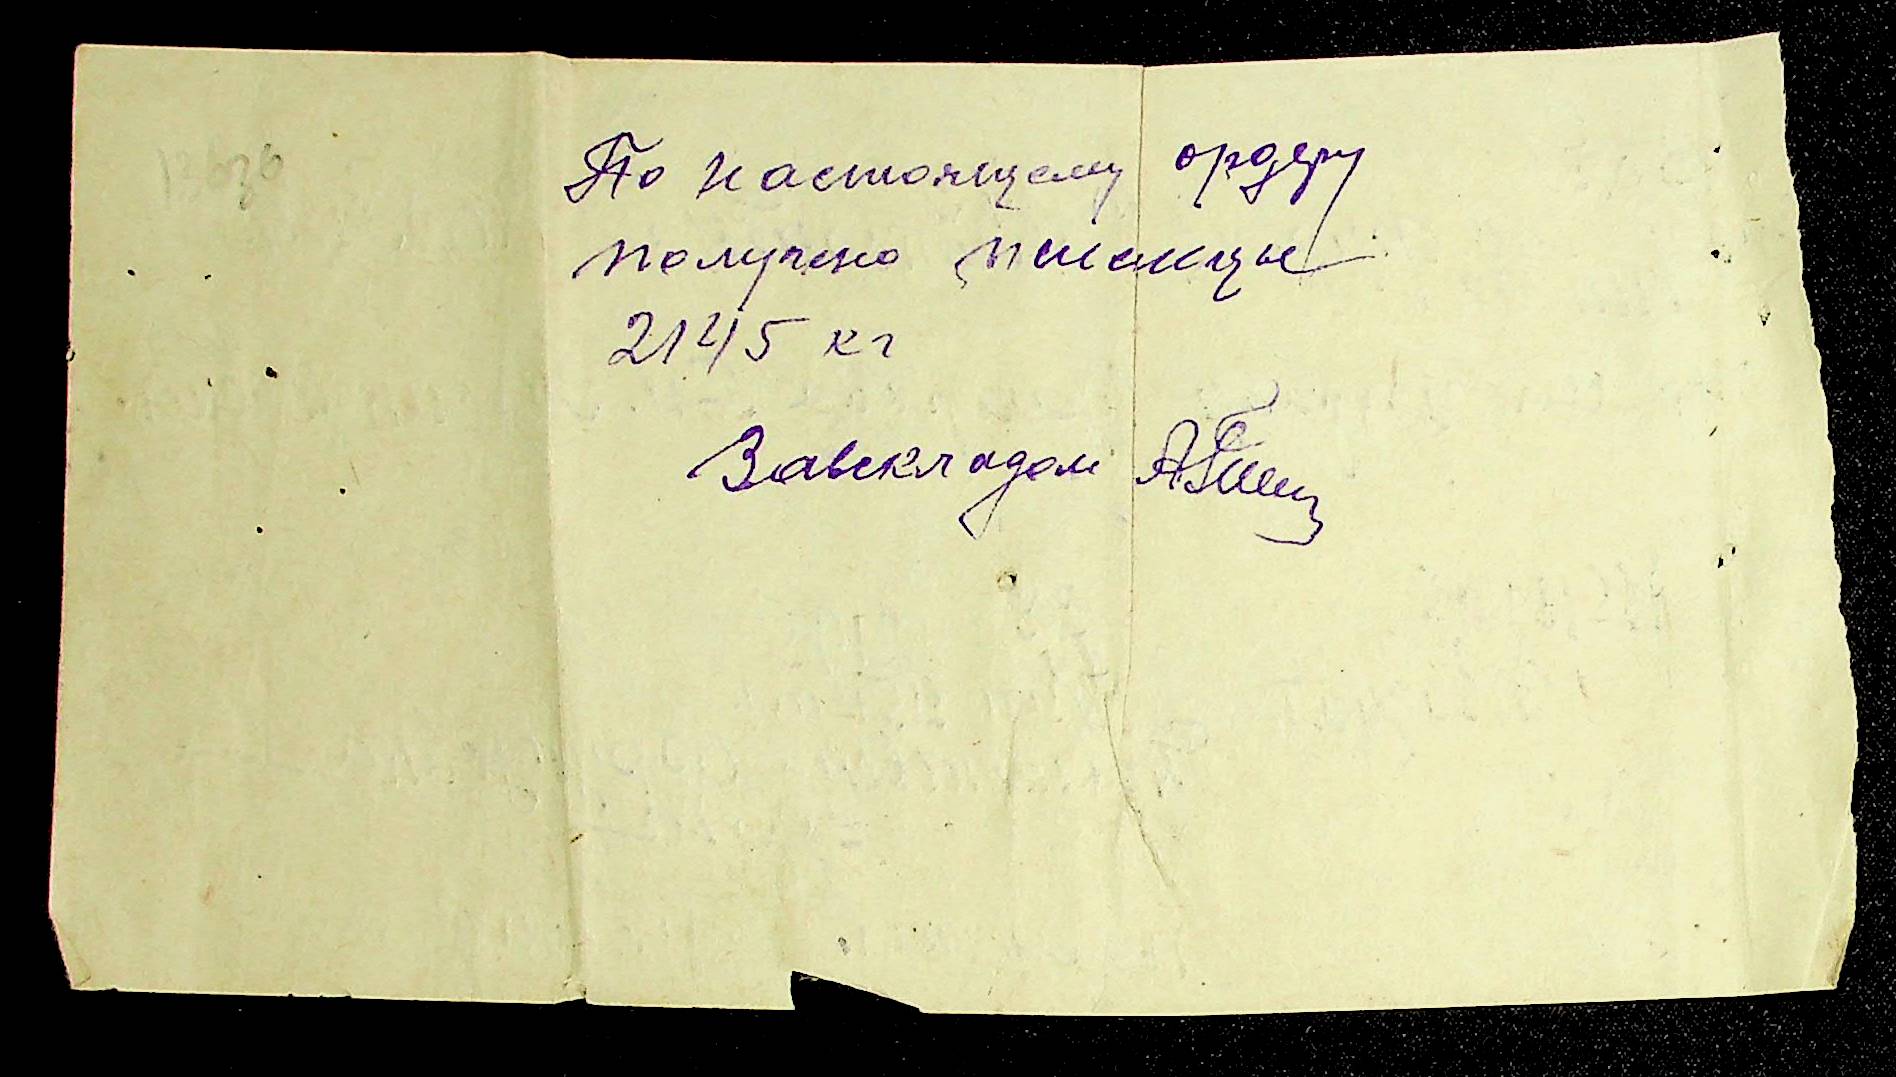 По настоящему ордеру
получено пшеницы
2145 кг
Завскладом